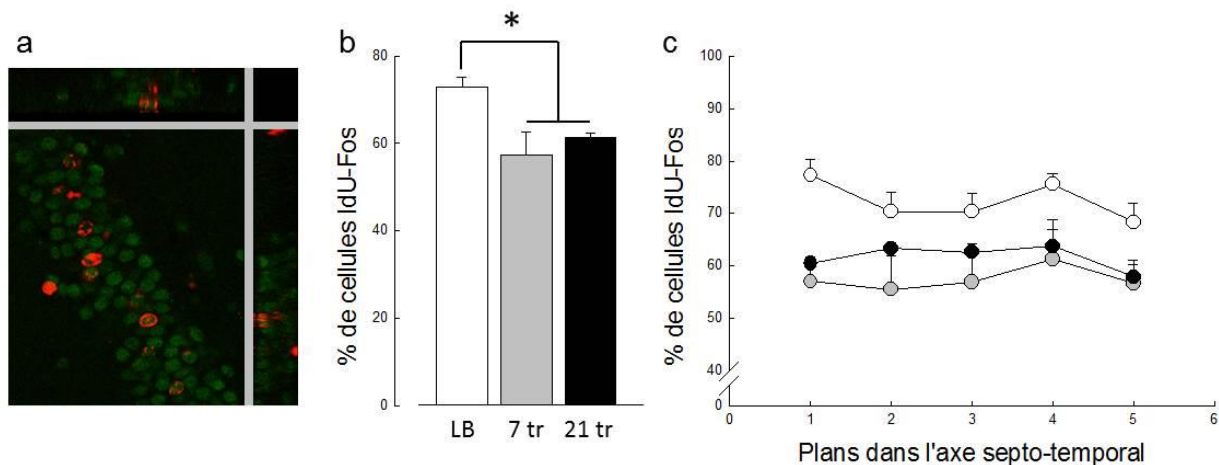 a
b
c
% de cellules IdU-Fos
80
60
40
20
0
*
LB 7 tr 21 tr
% de cellules IdU-Fos
100
90
80
70
60
50
40
0
0 1 2 3 4 5 6
Plans dans l'axe septo-temporal